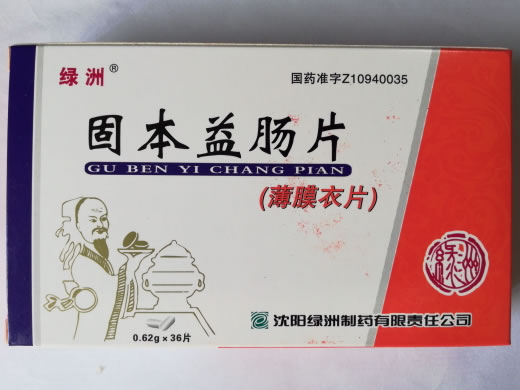 绿洲®
国药准字Z10940035
固本益肠片
GU BEN YI CHANG PIAN
(薄膜衣片)
绿洲
沈阳绿洲制药有限责任公司
0.62g×36片